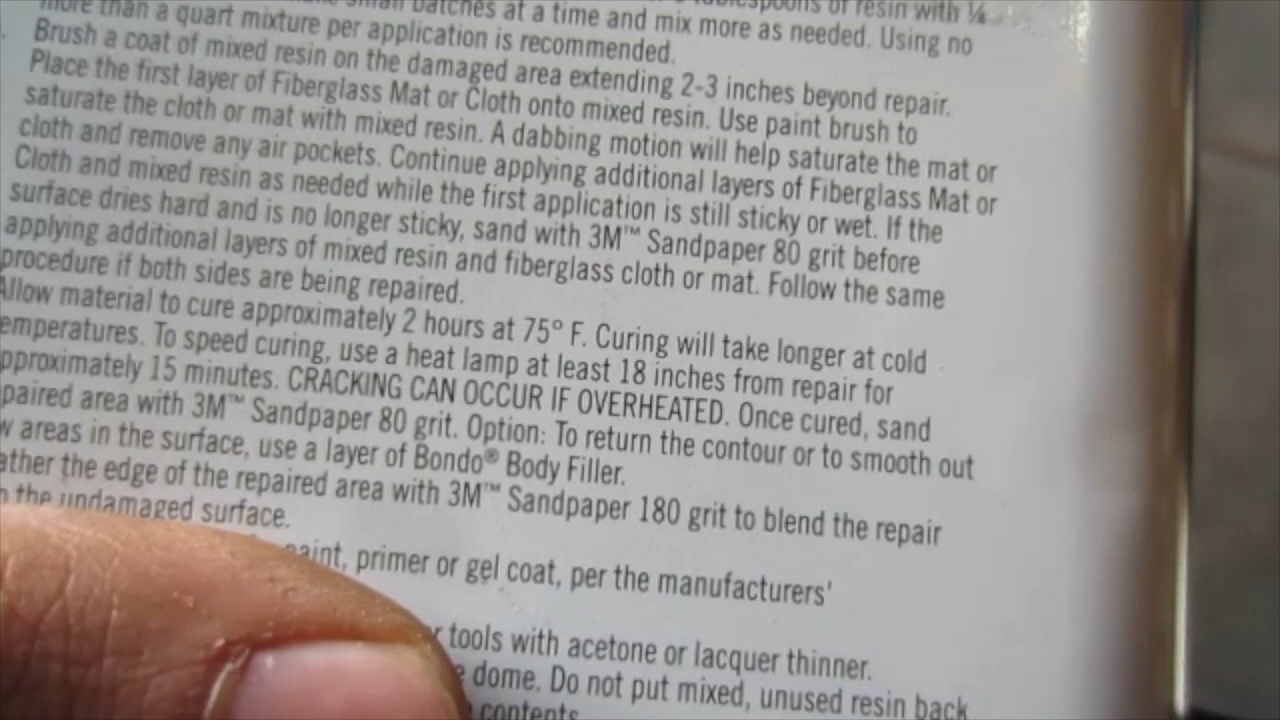 more than a quart mixture per application is recommended.
small batches at a time and mix more as needed. Using no
of resin with ⅛
Brush a coat of mixed resin on the damaged area extending 2-3 inches beyond repair.
Place the first layer of Fiberglass Mat or Cloth onto mixed resin. Use paint brush to
saturate the cloth or mat with mixed resin. A dabbing motion will help saturate the mat or
cloth and remove any air pockets. Continue applying additional layers of Fiberglass Mat or
Cloth and mixed resin as needed while the first application is still sticky or wet. If the
surface dries hard and is no longer sticky, sand with 3M™ Sandpaper 80 grit before
applying additional layers of mixed resin and fiberglass cloth or mat. Follow the same
procedure if both sides are being repaired.
Allow material to cure approximately 2 hours at 75° F. Curing will take longer at cold
emperatures. To speed curing, use a heat lamp at least 18 inches from repair for
pproximately 15 minutes. CRACKING CAN OCCUR IF OVERHEATED. Once cured, sand
paired area with 3M™ Sandpaper 80 grit. Option: To return the contour or to smooth out
w areas in the surface, use a layer of Bondo® Body Filler.
ather the edge of the repaired area with 3M™ Sandpaper 180 grit to blend the repair
the undamaged surface.
paint, primer or gel coat, per the manufacturers'
r tools with acetone or lacquer thinner.
e dome. Do not put mixed, unused resin back
contents